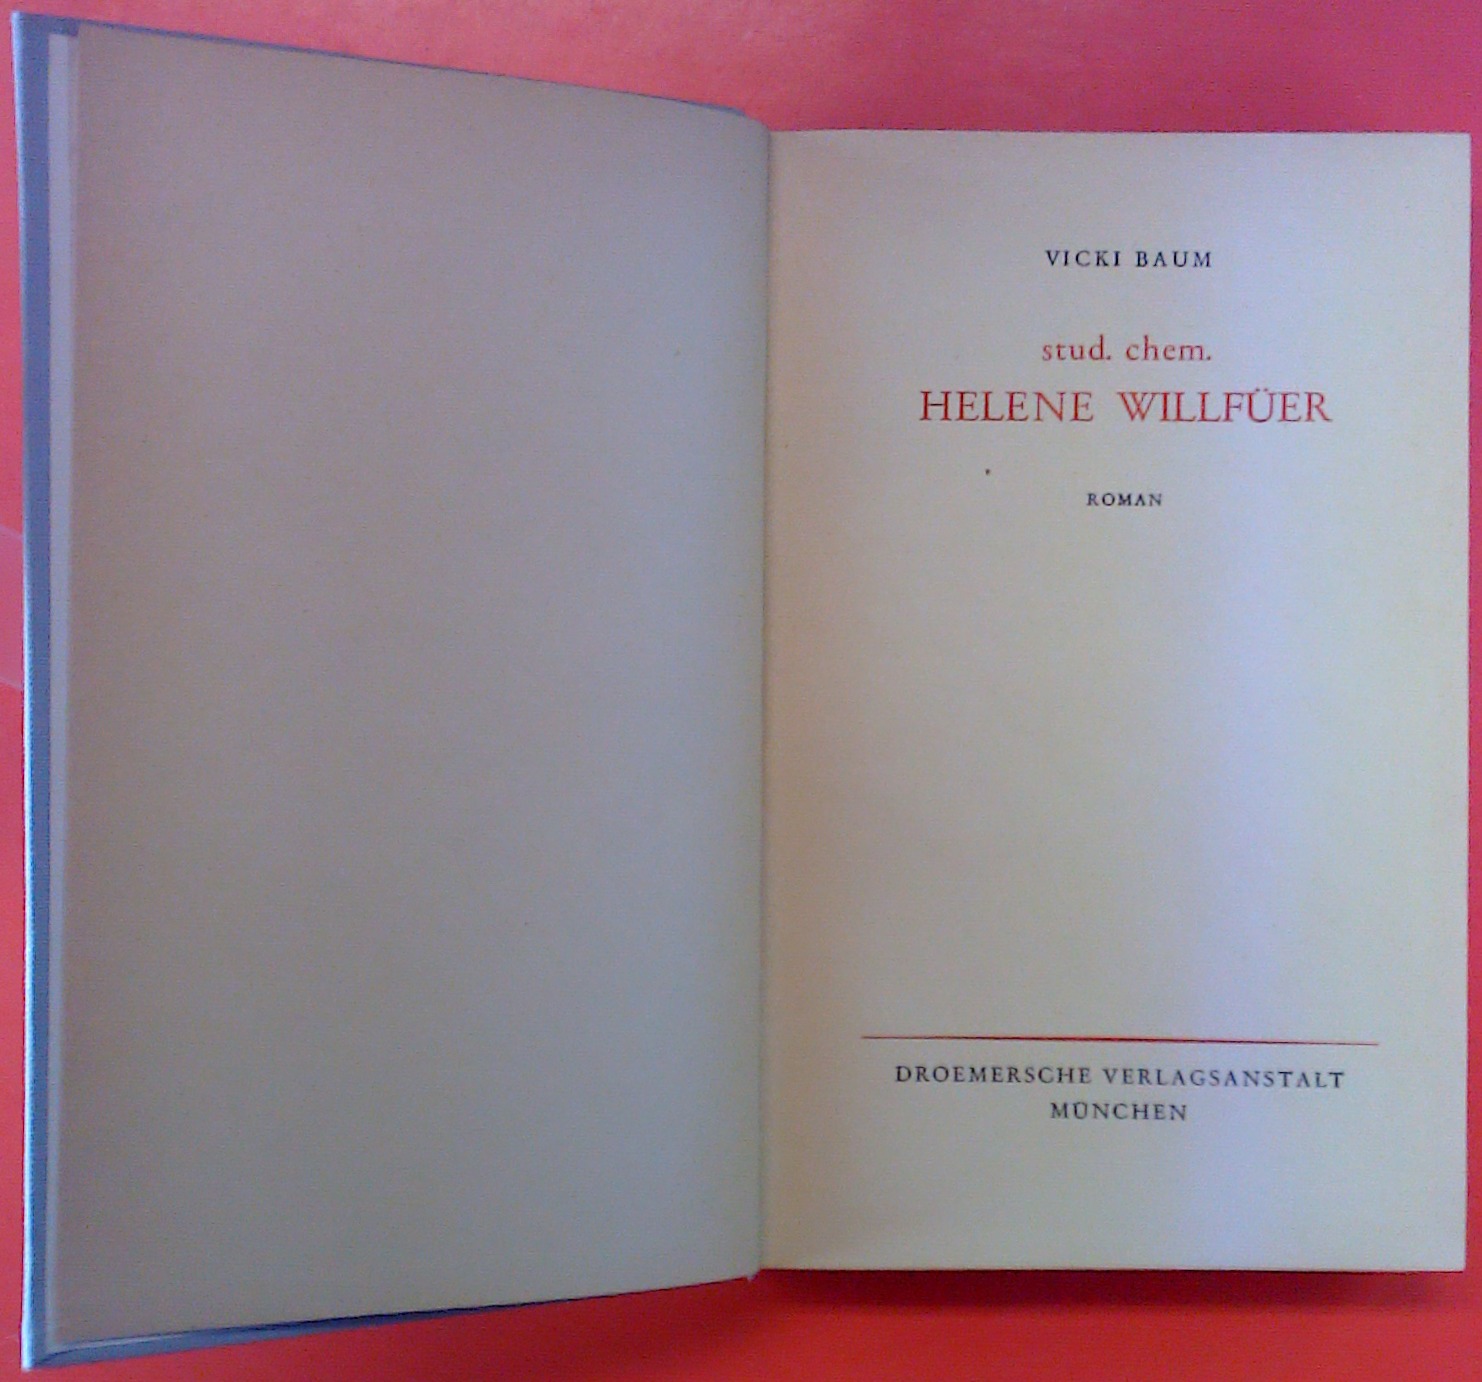 VICKI BAUM
stud. chem.
HELENE WILLFÜER
ROMAN
DROEMERSCHE VERLAGSANSTALT
MÜNCHEN